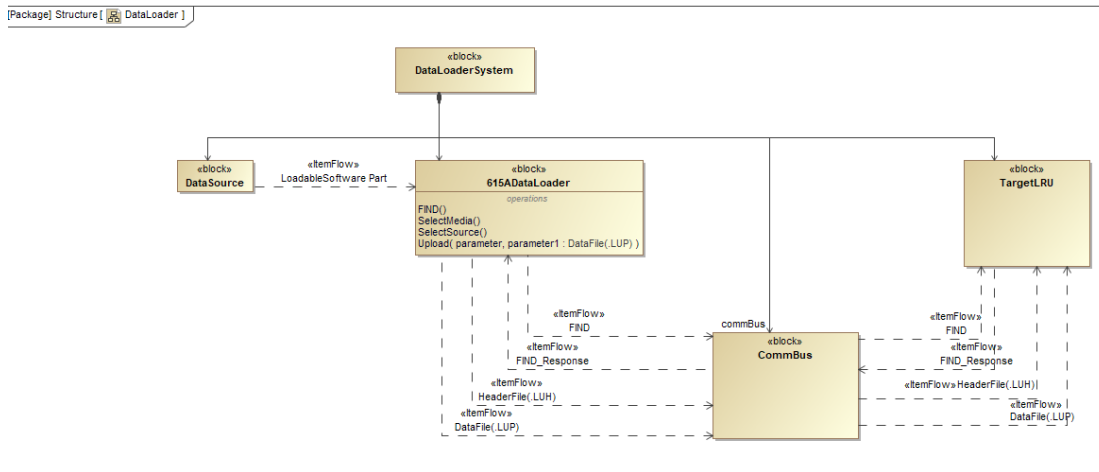 [Package] Structure [ DataLoader ]
«block»
DataLoaderSystem
«block»
DataSource
«ItemFlow»
LoadableSoftware Part
«block»
615ADataLoader
operations
FIND()
SelectMedia()
SelectSource()
Upload( parameter, parameter1 : DataFile(.LUP) )
«block»
TargetLRU
«ItemFlow»
FIND
«ItemFlow»
FIND_Response
«ItemFlow»
HeaderFile(.LUH)
«ItemFlow»
DataFile(.LUP)
commBus
«block»
CommBus
«ItemFlow»
FIND
«ItemFlow»
FIND_Response
«ItemFlow» HeaderFile(.LUH)
«ItemFlow»
DataFile(.LUP)